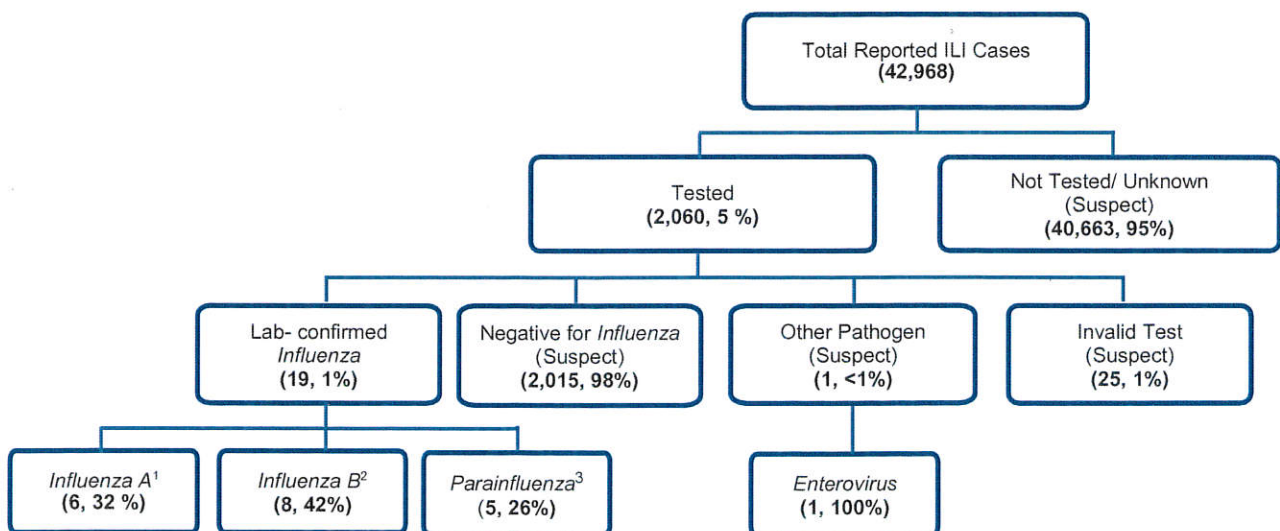 Total Reported ILI Cases
(42,968)
Tested
(2,060, 5 %)
Not Tested/ Unknown
(Suspect)
(40,663, 95%)
Lab- confirmed
Influenza
(19, 1%)
Negative for Influenza
(Suspect)
(2,015, 98%)
Other Pathogen
(Suspect)
(1, <1%)
Invalid Test
(Suspect)
(25, 1%)
Influenza A¹
(6, 32 %)
Influenza B²
(8, 42%)
Parainfluenza³
(5, 26%)
Enterovirus
(1, 100%)